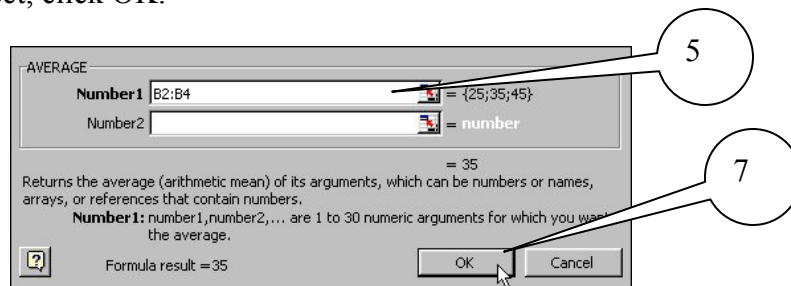 ect, click OK.
5
AVERAGE
Number1 B2:B4 = {25;35;45}
Number2 = number
= 35
Returns the average (arithmetic mean) of its arguments, which can be numbers or names,
arrays, or references that contain numbers.
7
Number1: number1,number2,... are 1 to 30 numeric arguments for which you want
the average.
Formula result =35
OK
Cancel